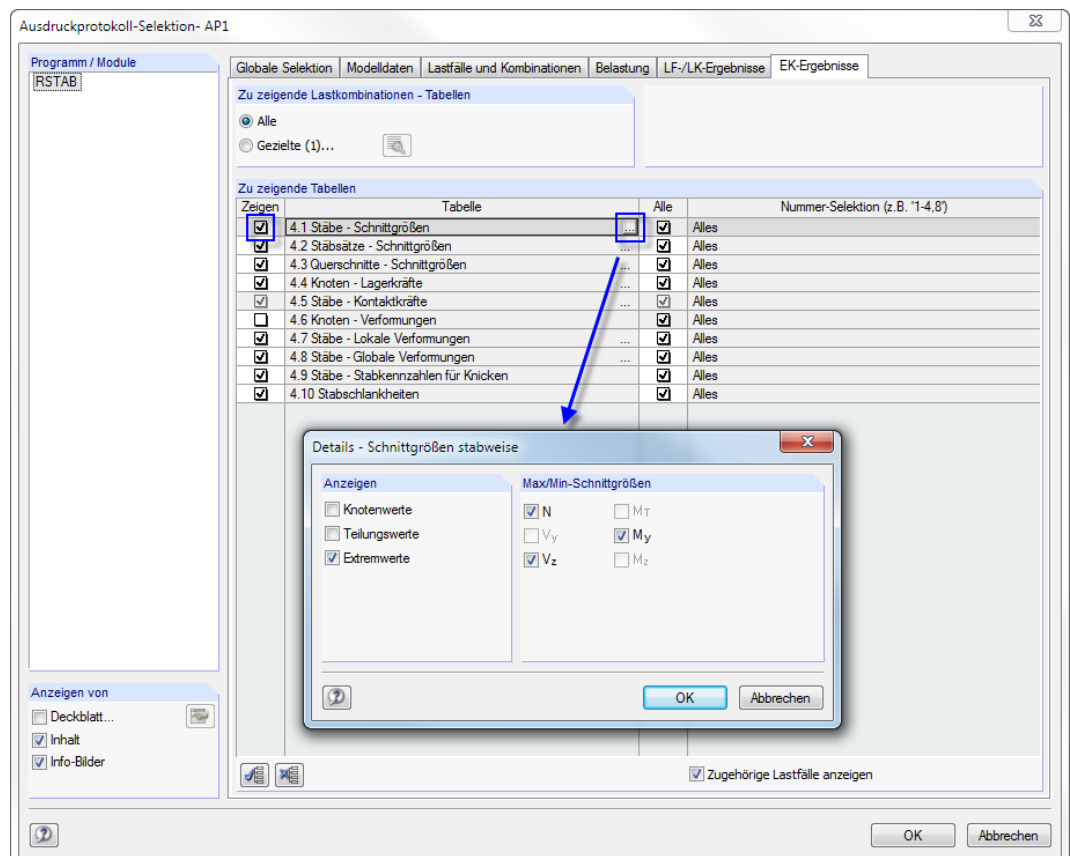 Ausdruckprotokoll-Selektion- AP1
Programm / Module
RSTAB
Globale Selektion
Modelldaten
Lastfälle und Kombinationen
Belastung
LF-/LK-Ergebnisse
EK-Ergebnisse
Zu zeigende Lastkombinationen - Tabellen
Alle
Gezielte (1)...
Zu zeigende Tabellen
Zeigen Tabelle Alle Nummer-Selektion (z.B. '1-4,8')
4.1 Stäbe - Schnittgrößen ... Alles
4.2 Stäbsätze - Schnittgrößen ... Alles
4.3 Querschnitte - Schnittgrößen ... Alles
4.4 Knoten - Lagerkräfte ... Alles
4.5 Stäbe - Kontaktkräfte ... Alles
4.6 Knoten - Verformungen Alles
4.7 Stäbe - Lokale Verformungen ... Alles
4.8 Stäbe - Globale Verformungen ... Alles
4.9 Stäbe - Stabkennzahlen für Knicken Alles
4.10 Stabschlankheiten Alles
Details - Schnittgrößen stabweise
Anzeigen
Knotenwerte
Teilungswerte
Extremwerte
Max/Min-Schnittgrößen
N MT
Vy My
Vz Mz
OK Abbrechen
Anzeigen von
Deckblatt...
Inhalt
Info-Bilder
Zugehörige Lastfälle anzeigen
OK Abbrechen